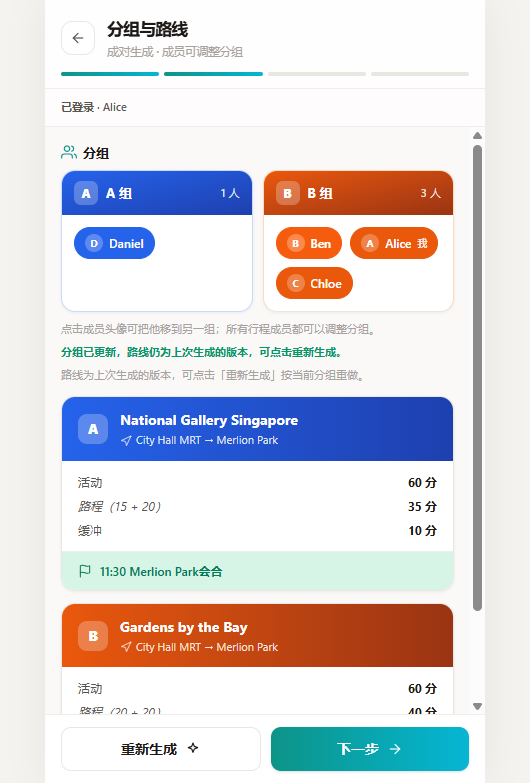 分组与路线
成对生成 · 成员可调整分组
已登录 · Alice
分组
A A 组 1 人
B B 组 3 人
D Daniel
B Ben A Alice 我
C Chloe
点击成员头像可把他移到另一组；所有行程成员都可以调整分组。
分组已更新，路线仍为上次生成的版本，可点击重新生成。
路线为上次生成的版本，可点击「重新生成」按当前分组重做。
A National Gallery Singapore
City Hall MRT → Merlion Park
活动 60 分
路程（15 + 20） 35 分
缓冲 10 分
11:30 Merlion Park会合
B Gardens by the Bay
City Hall MRT → Merlion Park
活动 60 分
路程（20 + 20） 40 分
重新生成
下一步 →